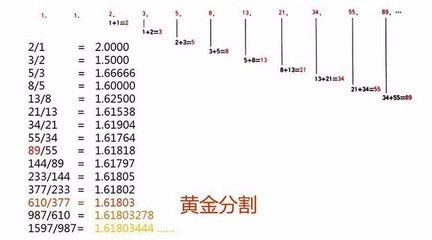 1, 1, 2, 3, 5, 8, 13, 21, 34, 55, 89, ...
1+1=2
1+2=3
2+3=5
3+5=8
5+8=13
8+13=21
13+21=34
21+34=55
34+55=89
2/1 = 2.0000
3/2 = 1.5000
5/3 = 1.66666
8/5 = 1.60000
13/8 = 1.62500
21/13 = 1.61538
34/21 = 1.61904
55/34 = 1.61764
89/55 = 1.61818
144/89 = 1.61797
233/144 = 1.61805
377/233 = 1.61802
610/377 = 1.61803
987/610 = 1.61803278
1597/987= 1.61803444 ......
黄金分割